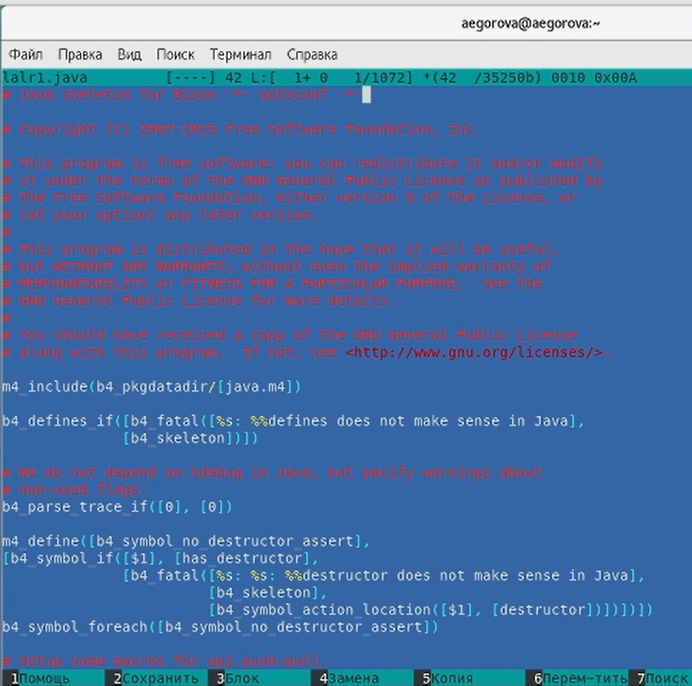 aegorova@aegorova:~
Файл Правка Вид Поиск Терминал Справка
lalr1.java [----] 42 L:[ 1+ 0 1/1072] *(42 /35250b) 0010 0x00A
# Java skeleton for Bison -*- autoconf -*-
# Copyright (C) 2007-2015 Free Software Foundation, Inc.
# This program is free software: you can redistribute it and/or modify
# it under the terms of the GNU General Public License as published by
# the Free Software Foundation, either version 3 of the License, or
# (at your option) any later version.
#
# This program is distributed in the hope that it will be useful,
# but WITHOUT ANY WARRANTY; without even the implied warranty of
# MERCHANTABILITY or FITNESS FOR A PARTICULAR PURPOSE. See the
# GNU General Public License for more details.
#
# You should have received a copy of the GNU General Public License
# along with this program. If not, see <http://www.gnu.org/licenses/>.
m4_include(b4_pkgdatadir/[java.m4])
b4_defines_if([b4_fatal([%s: %%defines does not make sense in Java],
[b4_skeleton])])
# We do not depend on %debug in Java, but pacify warnings about
# non-used flags.
b4_parse_trace_if([0], [0])
m4_define([b4_symbol_no_destructor_assert],
[b4_symbol_if([$1], [has_destructor],
[b4_fatal([%s: %s: %%destructor does not make sense in Java],
[b4_skeleton],
[b4_symbol_action_location([$1], [destructor])])])])
b4_symbol_foreach([b4_symbol_no_destructor_assert])
# Setup some macros for api.push-pull.
1Помощь 2Сохранить 3Блок 4Замена 5Копия 6Перем~тить 7Поиск